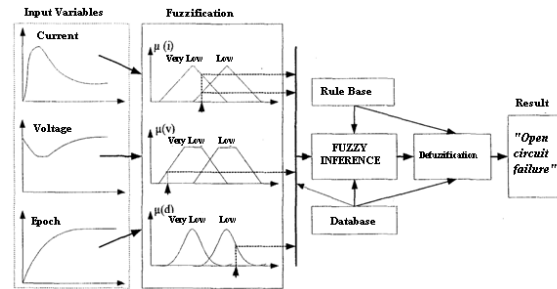 Input Variables
Fuzzification
Current
μ (i)
Very Low
Low
Rule Base
Result
Voltage
μ(v)
Very Low
Low
FUZZY
INFERENCE
Defuzification
"Open
circuit
failure"
Epoch
μ(d)
Very Low
Low
Database